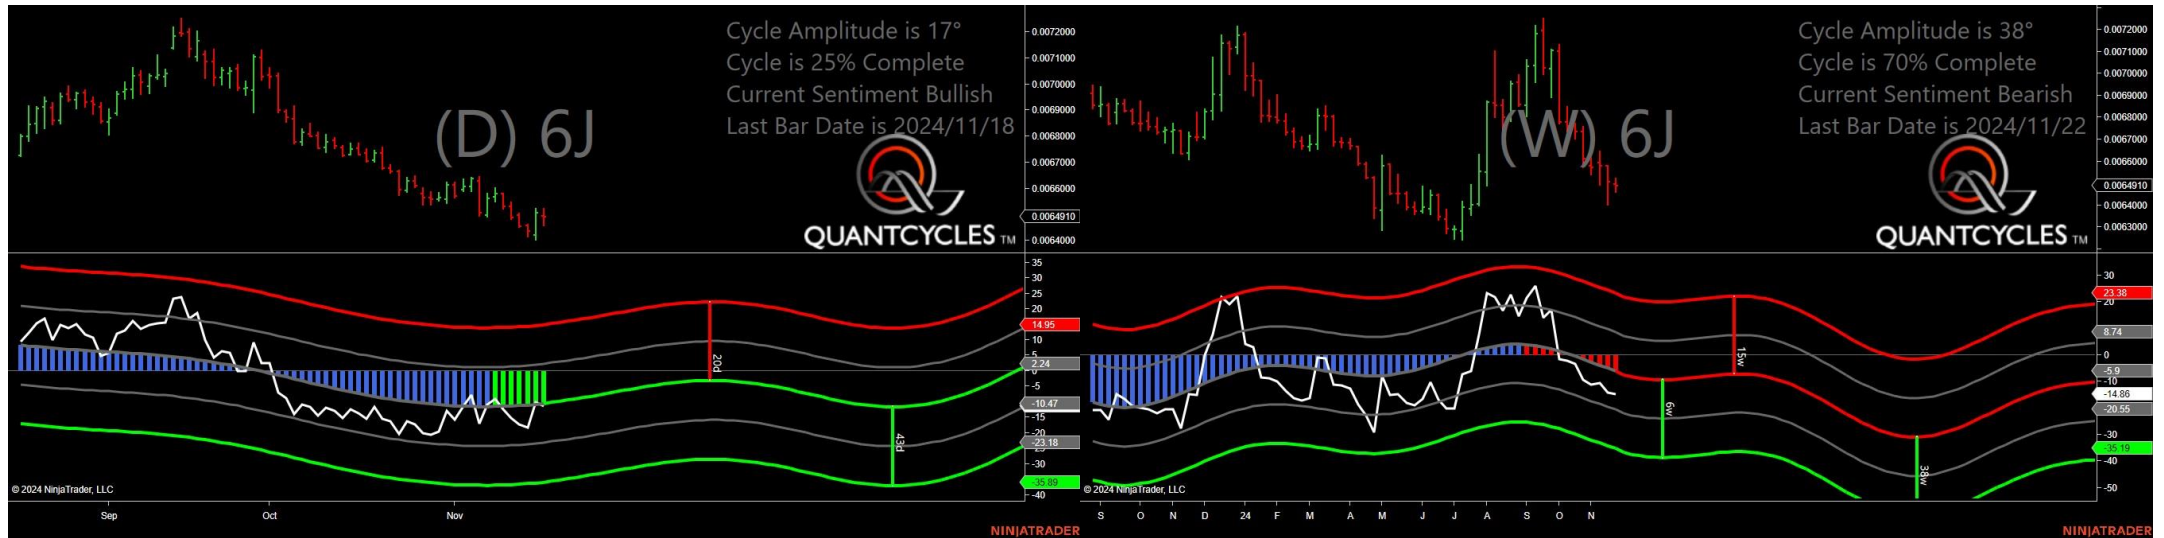 Cycle Amplitude is 17°
Cycle is 25% Complete
Current Sentiment Bullish
Last Bar Date is 2024/11/18
(D) 6J
QUANTCYCLES TM
0.0072000
0.0071000
0.0070000
0.0069000
0.0068000
0.0067000
0.0066000
0.0064910
0.0064000
35
30
25
20
14.95
10
5
2.24
-5
-10.47
-15
-20
-23.18
-30
-35.89
-40
20d
43d
© 2024 NinjaTrader, LLC
Sep Oct Nov
NINJATRADER
Cycle Amplitude is 38°
Cycle is 70% Complete
Current Sentiment Bearish
Last Bar Date is 2024/11/22
(W) 6J
QUANTCYCLES TM
0.0072000
0.0071000
0.0070000
0.0069000
0.0068000
0.0067000
0.0066000
0.0064910
0.0064000
0.0063000
30
23.38
20
8.74
0
-5.9
-10
-14.86
-20.55
-30
-35.19
-40
-50
15w
6w
38w
© 2024 NinjaTrader, LLC
S O N D 24 F M A M J J A S O N
NINJATRADER